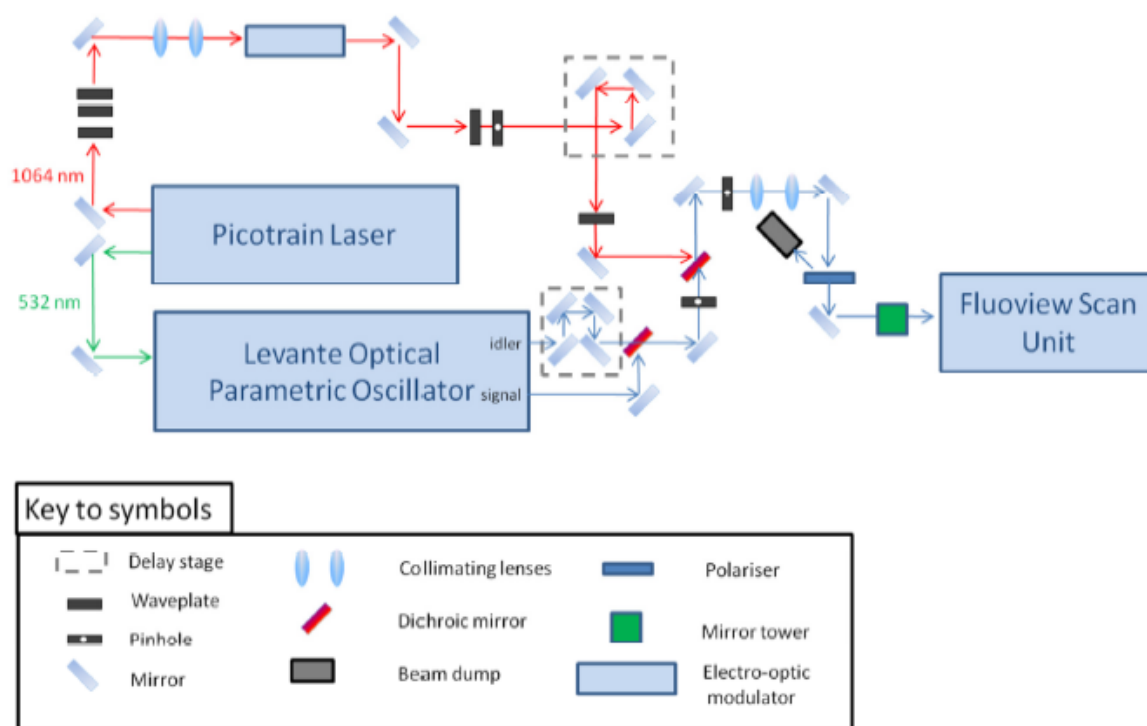 1064 nm
Picotrain Laser
532 nm
Levante Optical
Parametric Oscillator
idler
signal
Fluoview Scan
Unit
Key to symbols
Delay stage
Waveplate
Pinhole
Mirror
Collimating lenses
Dichroic mirror
Beam dump
Polariser
Mirror tower
Electro-optic
modulator